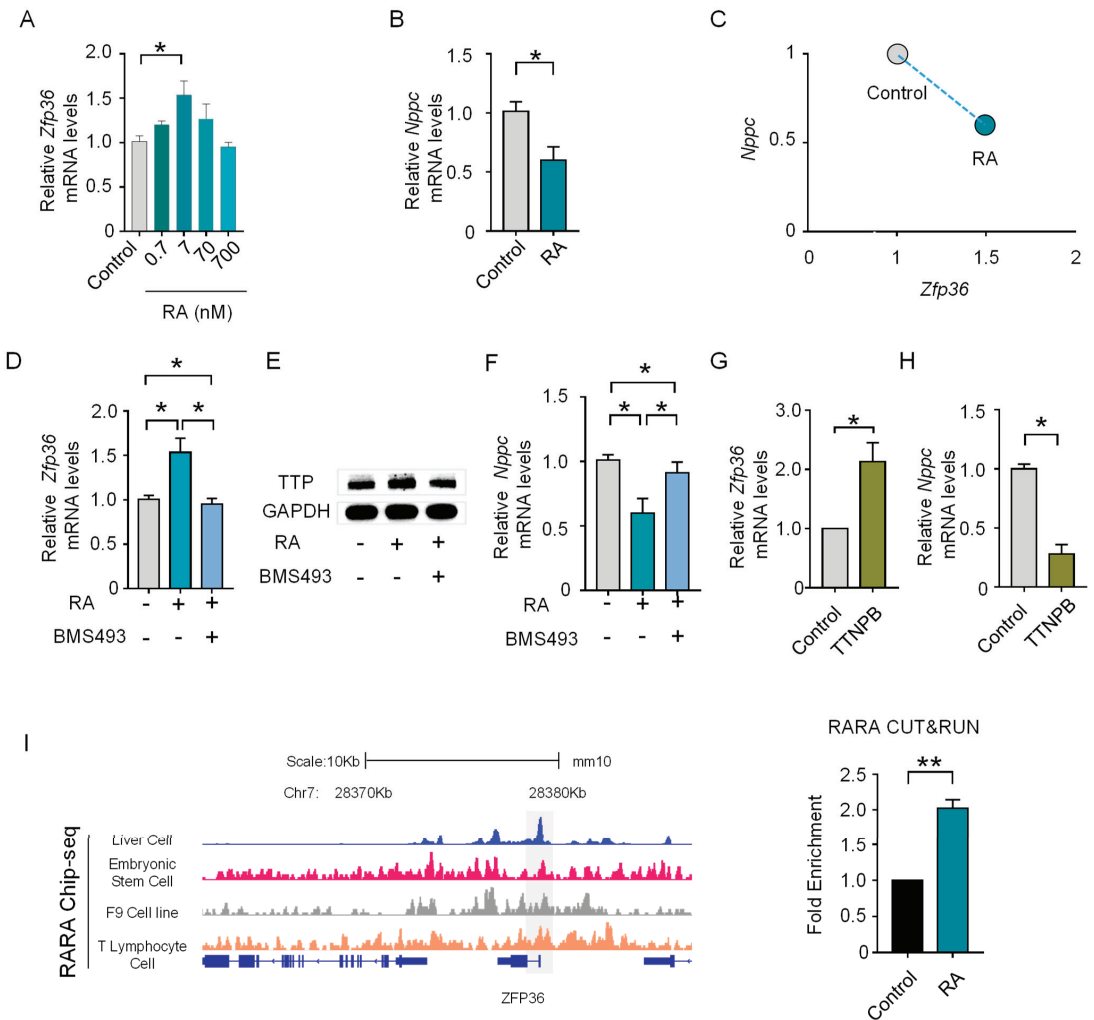 A
2.0
1.5
1.0
0.5
0
Relative Zfp36
mRNA levels
*
Control
0.7
7
70
700
RA (nM)
B
1.5
1.0
0.5
0
Relative Nppc
mRNA levels
*
Control
RA
C
1
0.5
0
Nppc
Control
RA
0
1
1.5
2
Zfp36
D
*
* *
2.0
1.5
1.0
0.5
0
Relative Zfp36
mRNA levels
RA - + +
BMS493 - - +
E
TTP
GAPDH
RA - + +
BMS493 - - +
F
*
* *
1.5
1.0
0.5
0
Relative Nppc
mRNA levels
RA - + +
BMS493 - - +
G
3.0
2.0
1.0
0
Relative Zfp36
mRNA levels
*
Control
TTNPB
H
1.5
1.0
0.5
0
Relative Nppc
mRNA levels
*
Control
TTNPB
I
Scale:10Kb
mm10
Chr7: 28370Kb 28380Kb
RARA Chip-seq
Liver Cell
Embryonic
Stem Cell
F9 Cell line
T Lymphocyte
Cell
ZFP36
RARA CUT&RUN
**
2.5
2.0
1.0
0.5
0
Fold Enrichment
Control
RA